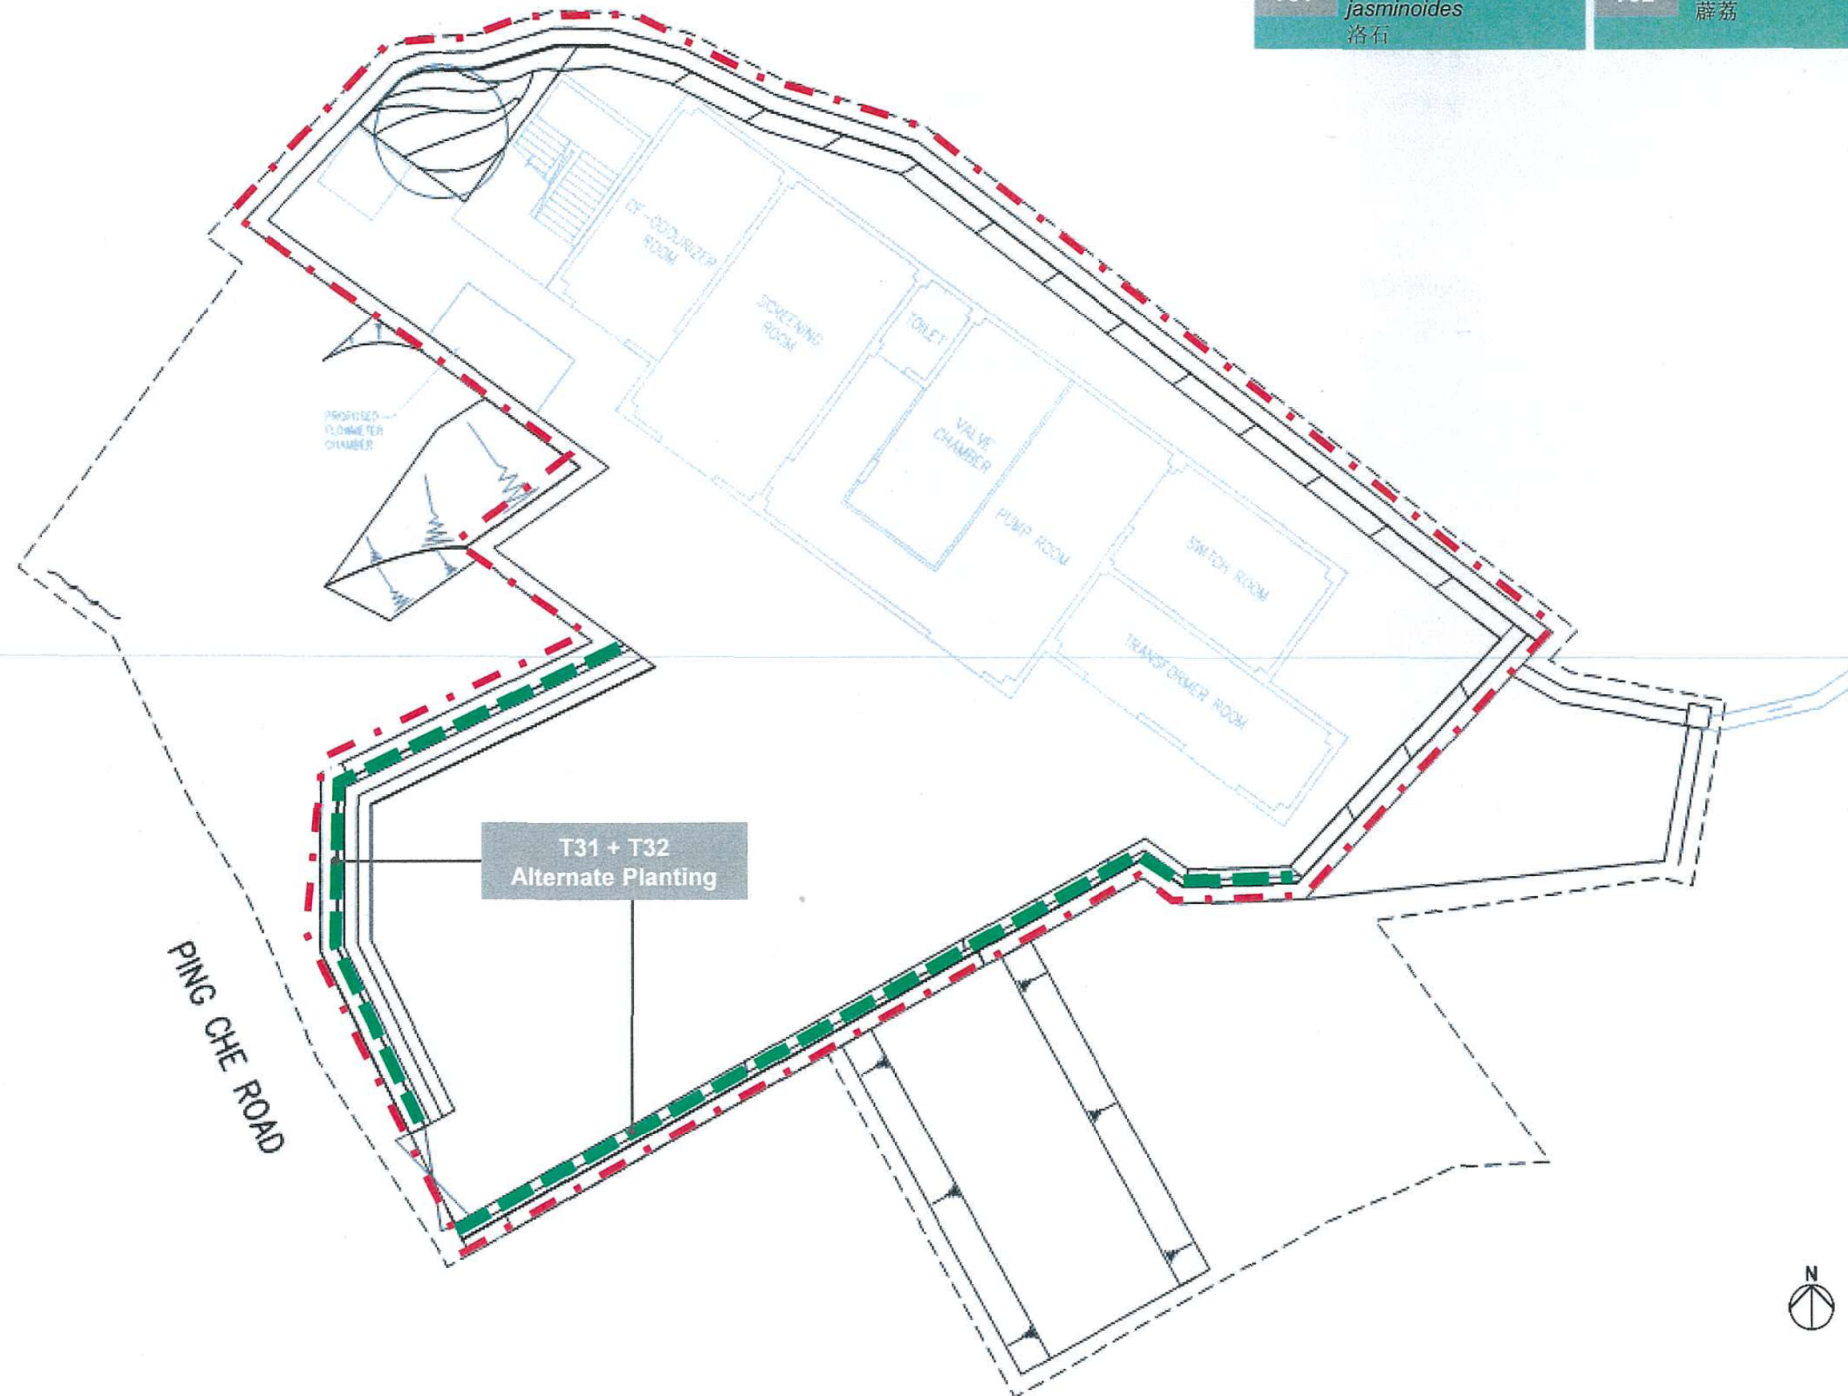 jasminoides
洛石
薜荔
DE-ODOURIZER
ROOM
SCREENING
ROOM
TOILET
PROPOSED
FLOWMETER
CHAMBER
VALVE
CHAMBER
PUMP ROOM
SWITCH ROOM
TRANSFORMER ROOM
T31 + T32
Alternate Planting
PING CHE ROAD
N